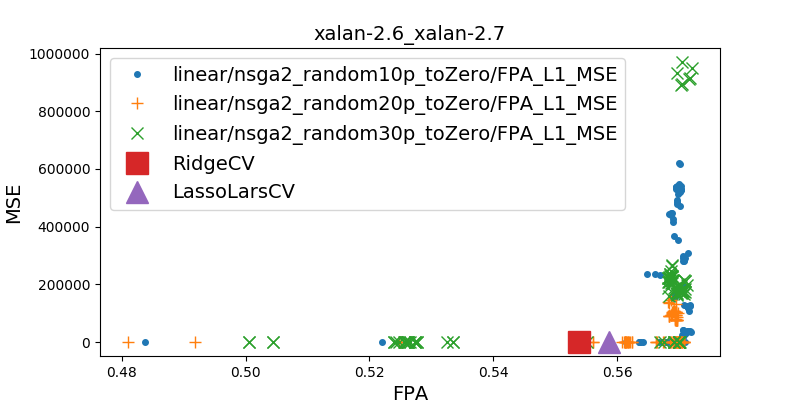 xalan-2.6_xalan-2.7
1000000
800000
600000
400000
200000
0
MSE
linear/nsga2_random10p_toZero/FPA_L1_MSE
linear/nsga2_random20p_toZero/FPA_L1_MSE
linear/nsga2_random30p_toZero/FPA_L1_MSE
RidgeCV
LassoLarsCV
0.48 0.50 0.52 0.54 0.56
FPA